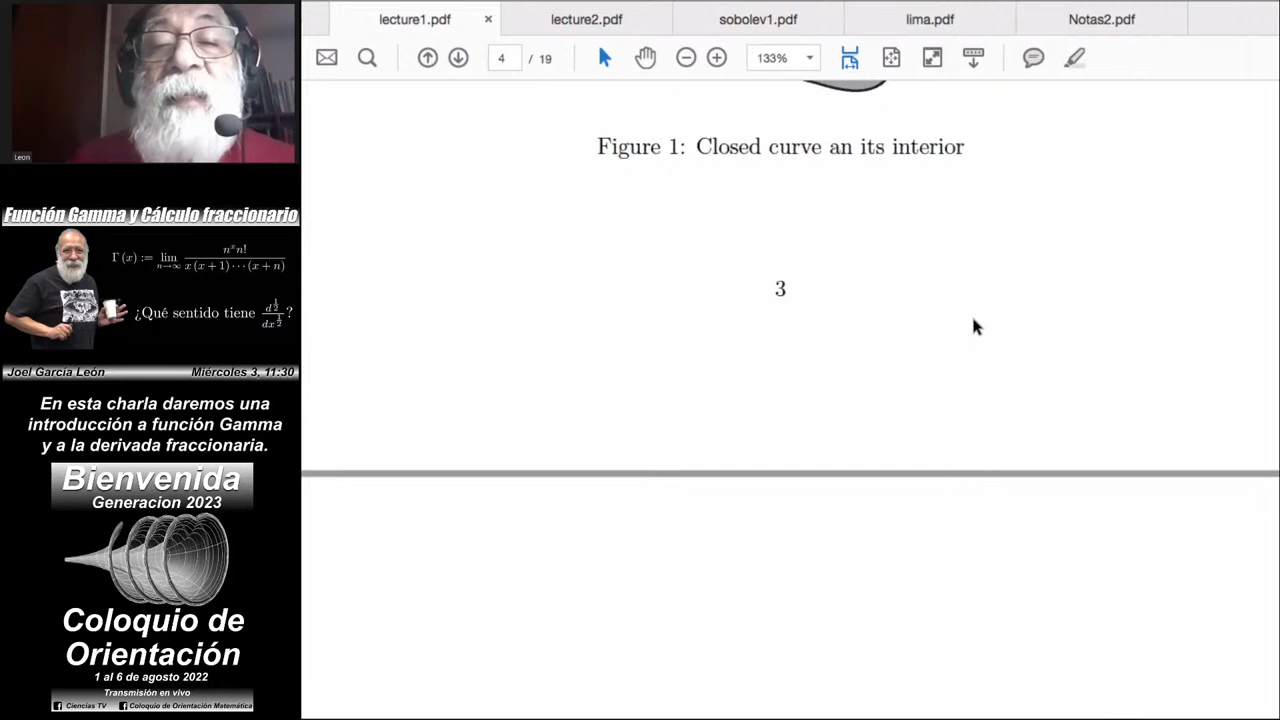 lecture1.pdf
lecture2.pdf
sobolev1.pdf
lima.pdf
Notas2.pdf
4 / 19
133%
Figure 1: Closed curve an its interior
3
Leon
Función Gamma y Cálculo fraccionario
Γ(x) := lim n→∞ n^x n! / x(x+1)···(x+n)
¿Qué sentido tiene d^{1/2}/dx^{1/2}?
Joel García León
Miércoles 3, 11:30
En esta charla daremos una
introducción a función Gamma
y a la derivada fraccionaria.
Bienvenida
Generacion 2023
Coloquio de
Orientación
1 al 6 de agosto 2022
Transmisión en vivo
Ciencias TV
Coloquio de Orientación Matemática